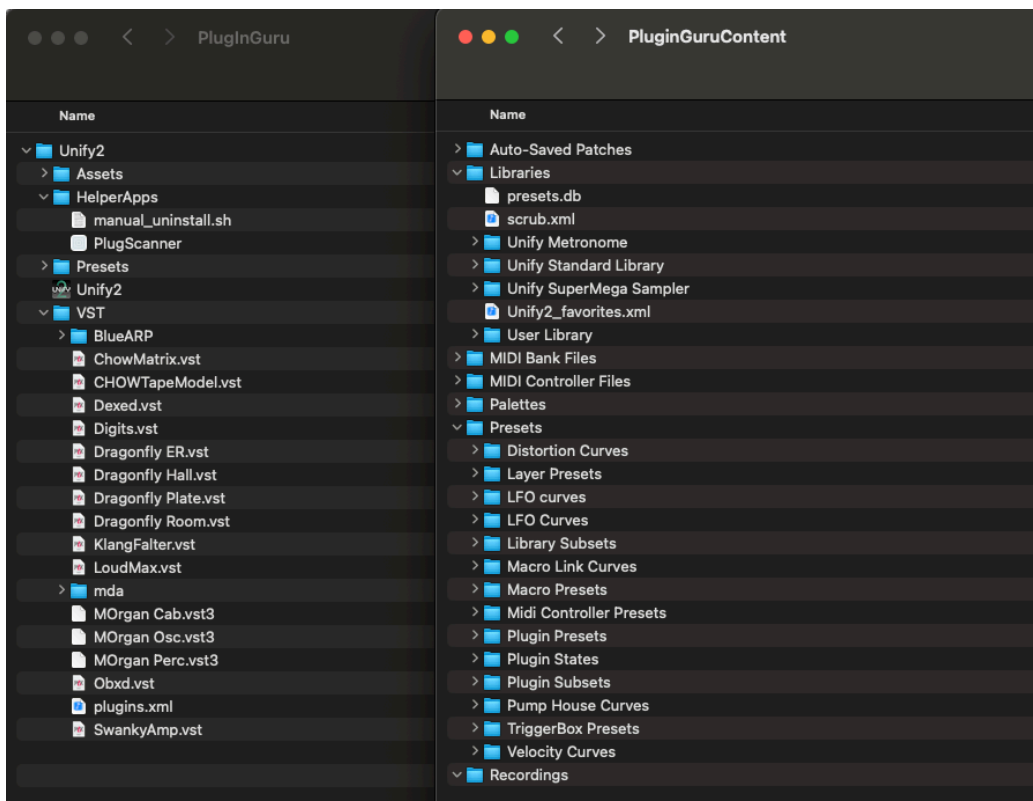 PlugInGuru
Name
Unify2
Assets
HelperApps
manual_uninstall.sh
PlugScanner
Presets
Unify2
VST
BlueARP
ChowMatrix.vst
CHOWTapeModel.vst
Dexed.vst
Digits.vst
Dragonfly ER.vst
Dragonfly Hall.vst
Dragonfly Plate.vst
Dragonfly Room.vst
KlangFalter.vst
LoudMax.vst
mda
MOrgan Cab.vst3
MOrgan Osc.vst3
MOrgan Perc.vst3
Obxd.vst
plugins.xml
SwankyAmp.vst
PluginGuruContent
Name
Auto-Saved Patches
Libraries
presets.db
scrub.xml
Unify Metronome
Unify Standard Library
Unify SuperMega Sampler
Unify2_favorites.xml
User Library
MIDI Bank Files
MIDI Controller Files
Palettes
Presets
Distortion Curves
Layer Presets
LFO curves
LFO Curves
Library Subsets
Macro Link Curves
Macro Presets
Midi Controller Presets
Plugin Presets
Plugin States
Plugin Subsets
Pump House Curves
TriggerBox Presets
Velocity Curves
Recordings